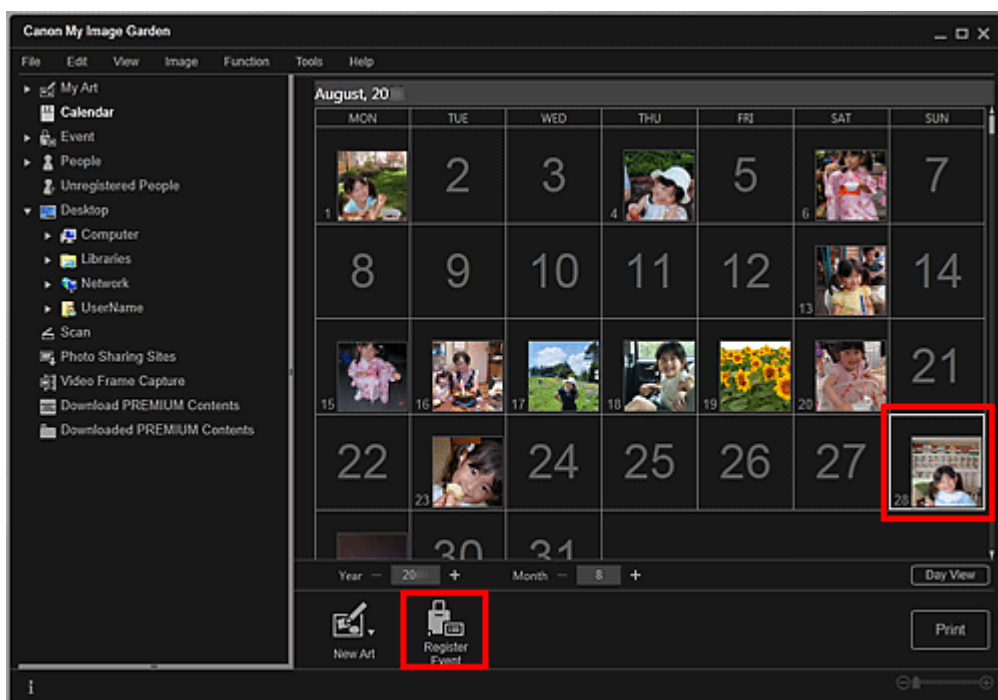 Canon My Image Garden
File Edit View Image Function Tools Help
My Art
Calendar
Event
People
Unregistered People
Desktop
Computer
Libraries
Network
UserName
Scan
Photo Sharing Sites
Video Frame Capture
Download PREMIUM Contents
Downloaded PREMIUM Contents
August, 20
MON TUE WED THU FRI SAT SUN
1 2 3 4 5 6 7
8 9 10 11 12 13 14
15 16 17 18 19 20 21
22 23 24 25 26 27 28
30 31
Year − 20 + Month − 8 + Day View
New Art
Register
Event
Print
i